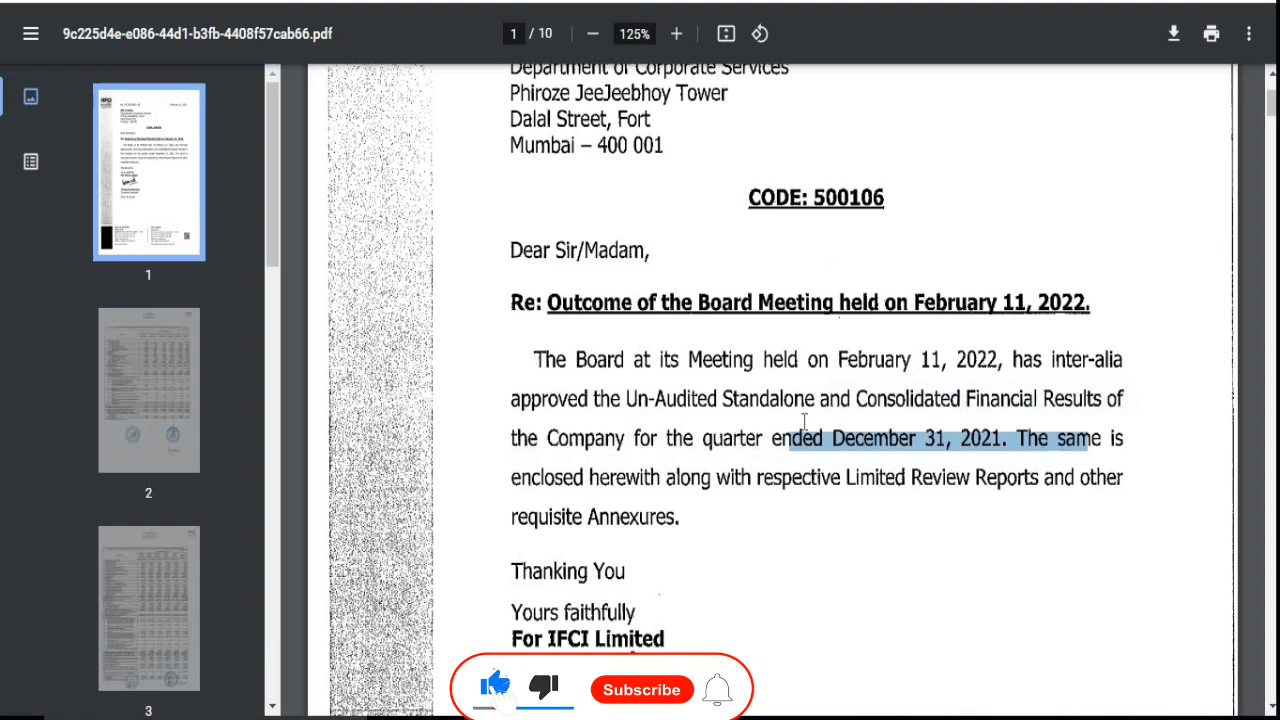 9c225d4e-e086-44d1-b3fb-4408f57cab66.pdf
1 / 10
125%
Department of Corporate Services
Phiroze JeeJeebhoy Tower
Dalal Street, Fort
Mumbai – 400 001
CODE: 500106
Dear Sir/Madam,
Re: Outcome of the Board Meeting held on February 11, 2022.
The Board at its Meeting held on February 11, 2022, has inter-alia
approved the Un-Audited Standalone and Consolidated Financial Results of
the Company for the quarter ended December 31, 2021. The same is
enclosed herewith along with respective Limited Review Reports and other
requisite Annexures.
Thanking You
Yours faithfully
For IFCI Limited
Subscribe
1
2
3